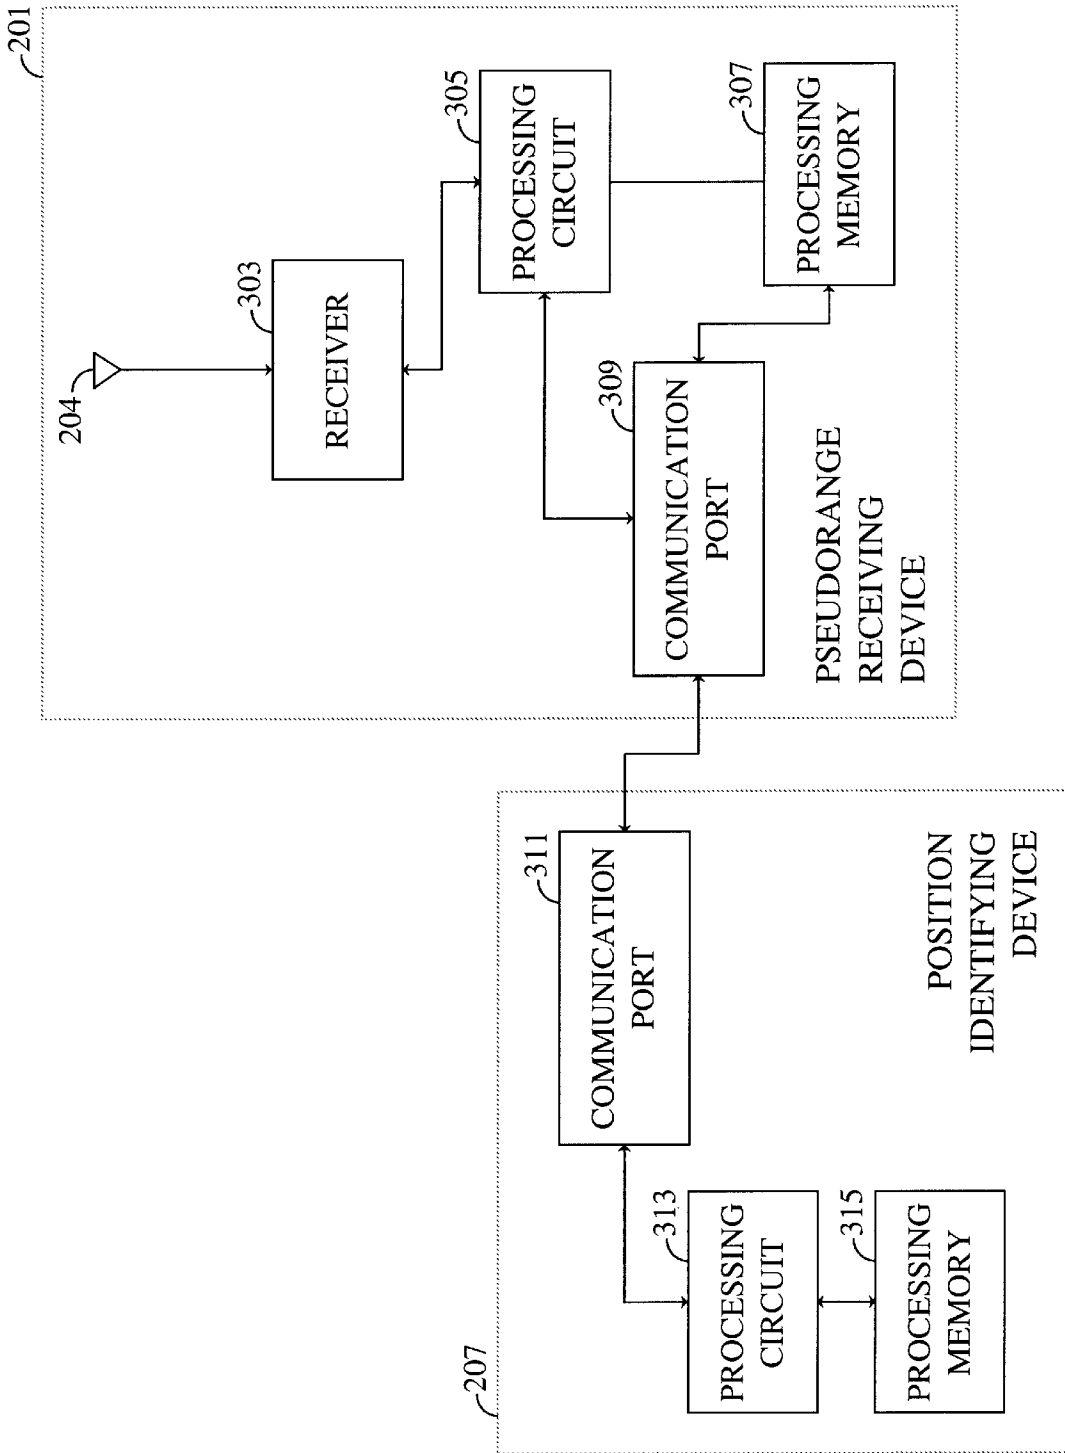 201
204
303
RECEIVER
305
PROCESSING
CIRCUIT
307
PROCESSING
MEMORY
309
COMMUNICATION
PORT
PSEUDORANGE
RECEIVING
DEVICE
207
311
COMMUNICATION
PORT
313
PROCESSING
CIRCUIT
315
PROCESSING
MEMORY
POSITION
IDENTIFYING
DEVICE